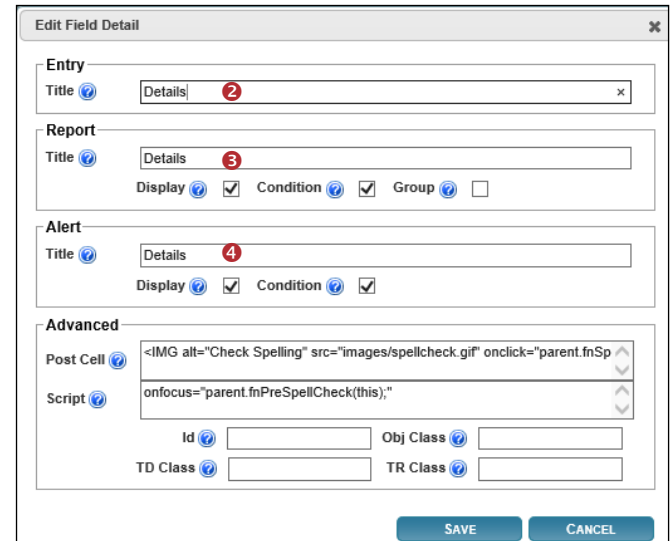 Edit Field Detail
Entry
Title Details 2
Report
Title Details 3
Display Condition Group
Alert
Title Details 4
Display Condition
Advanced
Post Cell <IMG alt="Check Spelling" src="images/spellcheck.gif" onclick="parent.fnSp
Script onfocus="parent.fnPreSpellCheck(this);"
Id Obj Class
TD Class TR Class
SAVE CANCEL